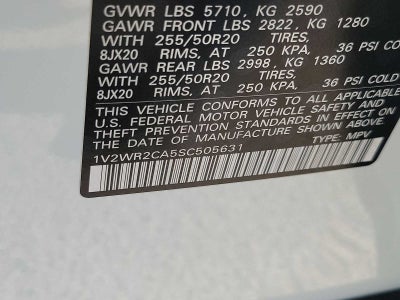 GVWR LBS 5710, KG 2590
GAWR FRONT LBS 2822, KG 1280
WITH 255/50R20 TIRES,
8JX20 RIMS, AT 250 KPA, 36 PSI COLD
GAWR REAR LBS 2998, KG 1360
WITH 255/50R20 TIRES,
8JX20 RIMS, AT 250 KPA, 36 PSI COLD
THIS VEHICLE CONFORMS TO ALL APPLICABLE
U.S. FEDERAL MOTOR VEHICLE SAFETY AND
THEFT PREVENTION STANDARDS IN EFFECT ON
THE DATE OF MANUFACTURE SHOWN ABOVE.
1V2WR2CA5SC505631 TYPE: MPV